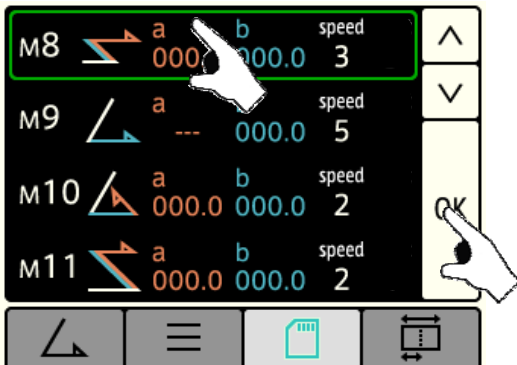 M8 a 000. b 000.0 speed 3
M9 a --- b 000.0 speed 5
M10 a 000.0 b 000.0 speed 2
M11 a 000.0 b 000.0 speed 2
OK